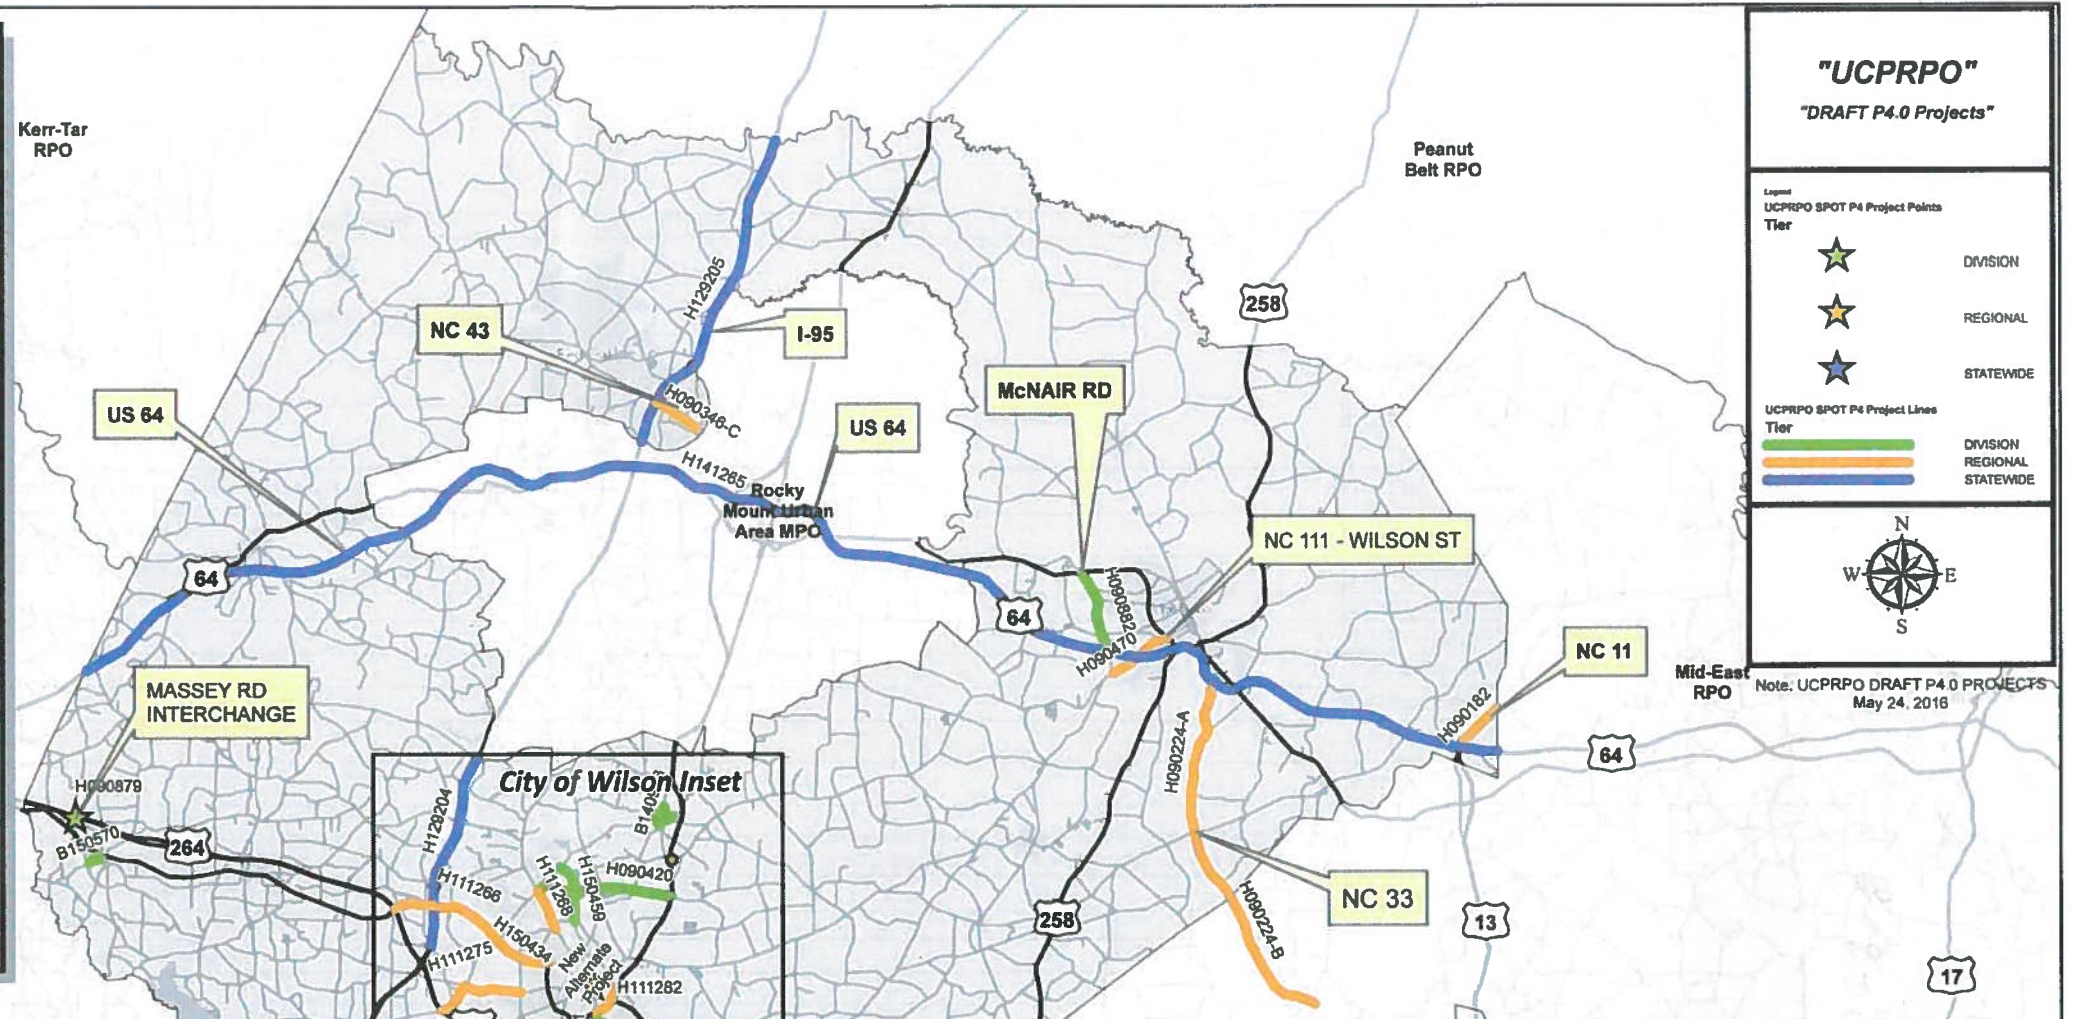 "UCPRPO"
"DRAFT P4.0 Projects"
Legend
UCPRPO SPOT P4 Project Points
Tier
DIVISION
REGIONAL
STATEWIDE
UCPRPO SPOT P4 Project Lines
Tier
DIVISION
REGIONAL
STATEWIDE
N
W
E
S
Note: UCPRPO DRAFT P4.0 PROJECTS
May 24, 2016
Kerr-Tar
RPO
Peanut
Belt RPO
258
H129205
NC 43
I-95
H090346-C
McNAIR RD
US 64
US 64
H141265
Rocky
Mount Urban
Area MPO
NC 111 - WILSON ST
64
64
H090882
H090470
NC 11
Mid-East
RPO
MASSEY RD
INTERCHANGE
H090182
H090224-A
64
City of Wilson Inset
H090879
H129204
B150570
264
H090420
H111266
H111268
H150459
NC 33
H090224-B
258
13
H150434
H111275
New
Alternate
Project
H111282
17